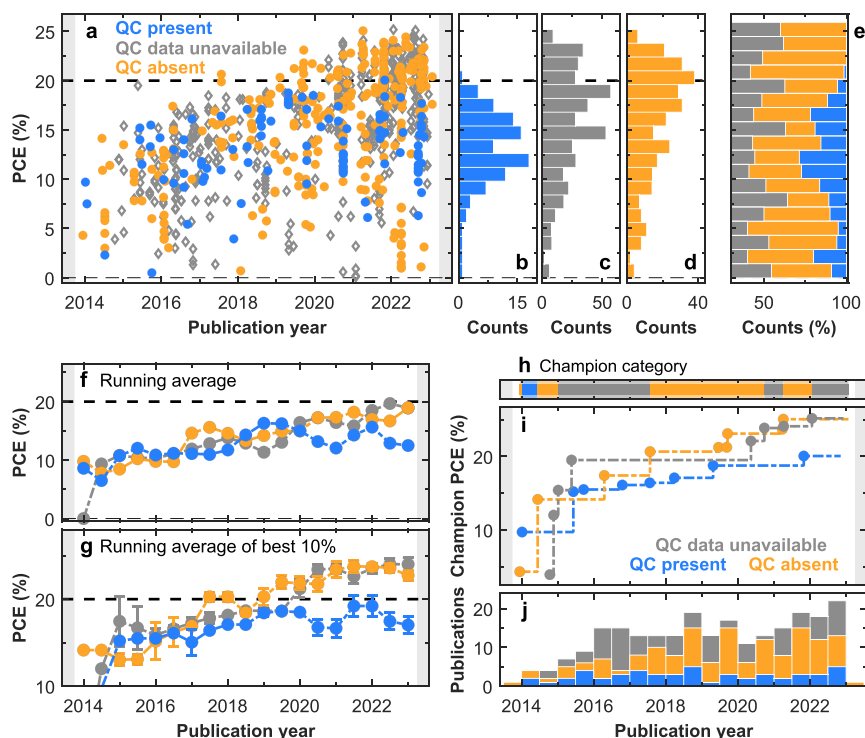 a
QC present
QC data unavailable
QC absent
25
20
15
10
5
0
PCE (%)
2014 2016 2018 2020 2022
Publication year
b
0 15
Counts
c
0 50
Counts
d
0 40
Counts
e
50 100
Counts (%)
f Running average
20
10
0
PCE (%)
g Running average of best 10%
20
10
PCE (%)
2014 2016 2018 2020 2022
Publication year
h Champion category
i
20
10
Champion PCE (%)
QC data unavailable
QC present QC absent
j
20
10
0
Publications
2014 2016 2018 2020 2022
Publication year